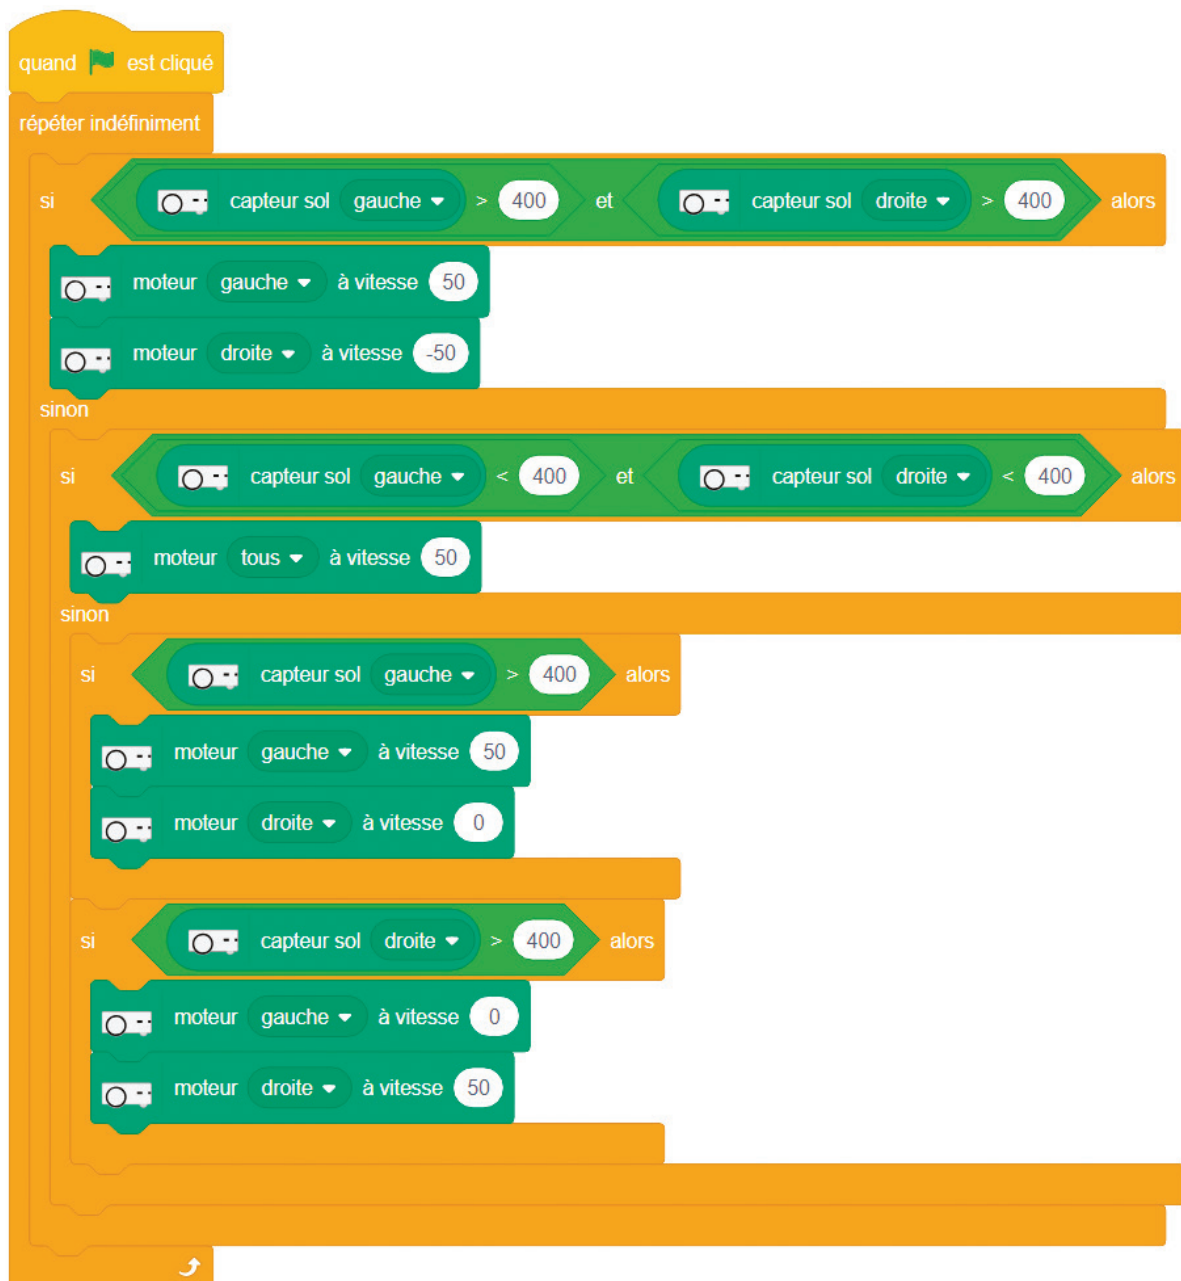 quand est cliqué
répéter indéfiniment
si capteur sol gauche > 400 et capteur sol droite > 400 alors
moteur gauche à vitesse 50
moteur droite à vitesse -50
sinon
si capteur sol gauche < 400 et capteur sol droite < 400 alors
moteur tous à vitesse 50
sinon
si capteur sol gauche > 400 alors
moteur gauche à vitesse 50
moteur droite à vitesse 0
si capteur sol droite > 400 alors
moteur gauche à vitesse 0
moteur droite à vitesse 50